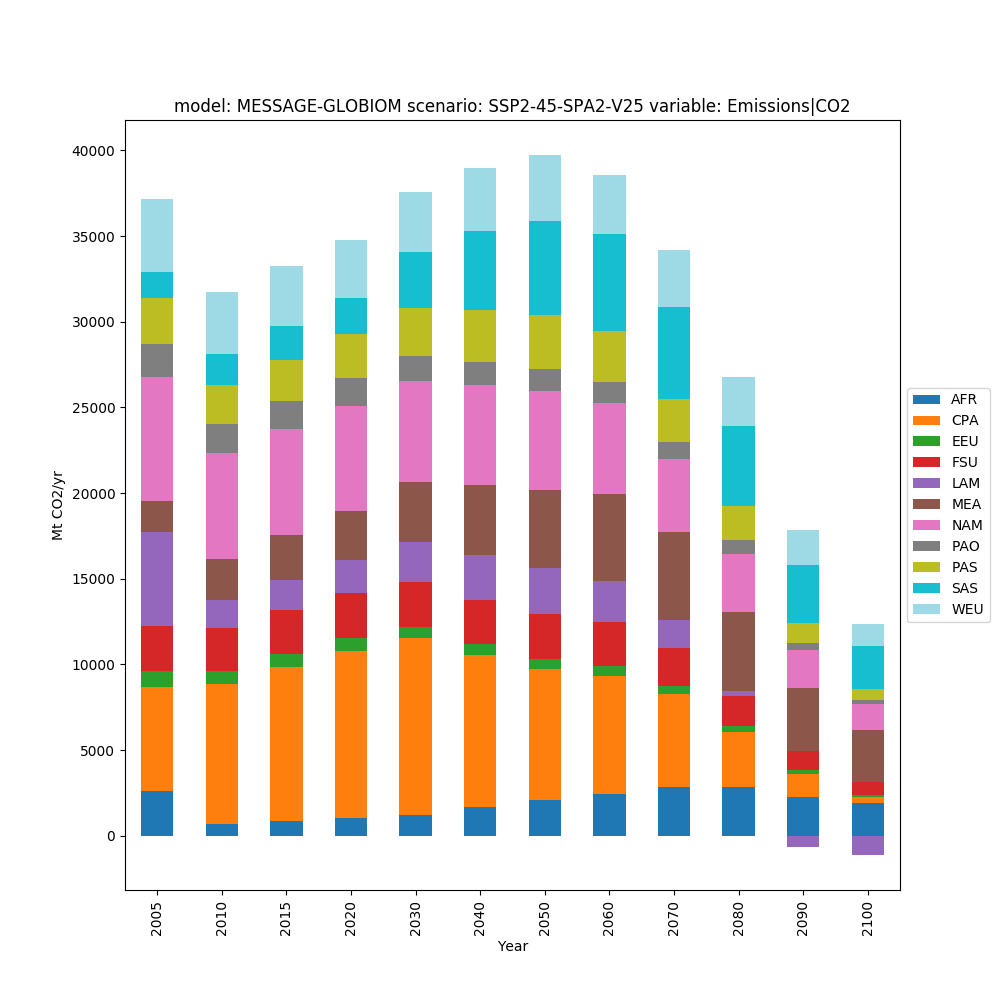 model: MESSAGE-GLOBIOM scenario: SSP2-45-SPA2-V25 variable: Emissions|CO2
40000
35000
30000
25000
20000
15000
10000
5000
0
Mt CO2/yr
2005 2010 2015 2020 2030 2040 2050 2060 2070 2080 2090 2100
Year
AFR
CPA
EEU
FSU
LAM
MEA
NAM
PAO
PAS
SAS
WEU